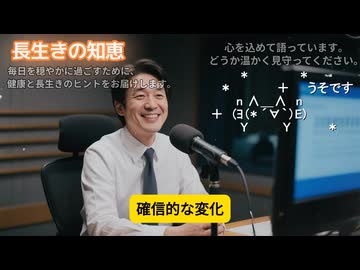 長生きの知恵
毎日を穏やかに過ごすために、
健康と長生きのヒントをお届けします。
心を込めて語っています。
どうか温かく見守ってください。
* + うそです
* n ∧＿∧ n *
+ (ヨ(*´∀｀)E)
Y Y *
確信的な変化